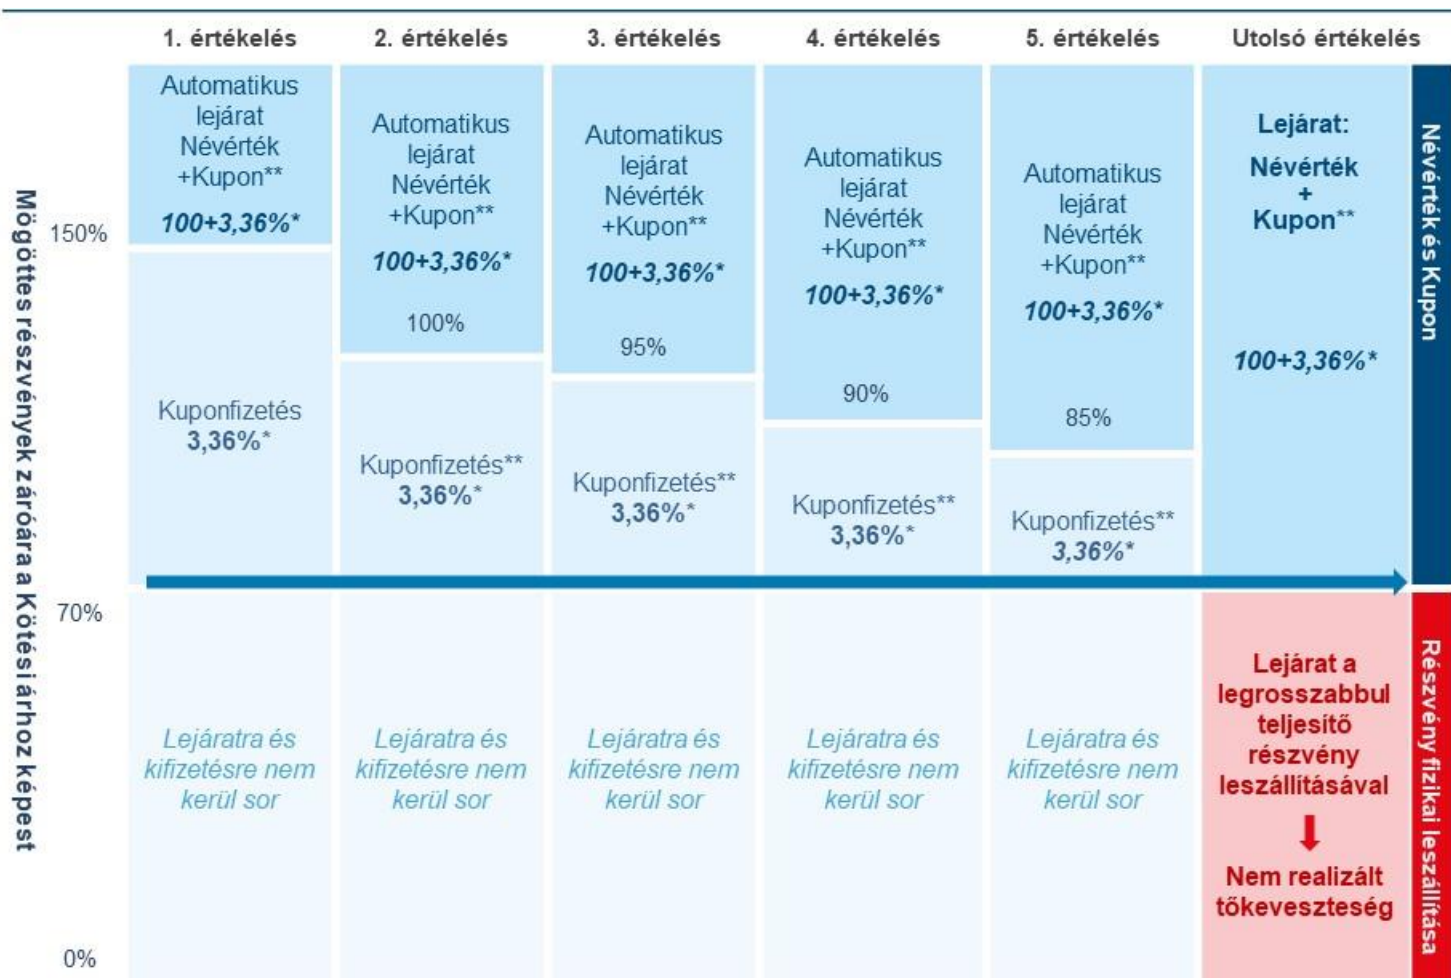 1. értékelés
2. értékelés
3. értékelés
4. értékelés
5. értékelés
Utolsó értékelés
Mögöttes részvények záróára a Kötési árhoz képest
150%
70%
0%
Automatikus
lejárat
Névérték
+Kupon**
100+3,36%*
Kuponfizetés
3,36%*
Lejáratra és
kifizetésre nem
kerül sor
Automatikus
lejárat
Névérték
+Kupon**
100+3,36%*
100%
Kuponfizetés**
3,36%*
Lejáratra és
kifizetésre nem
kerül sor
Automatikus
lejárat
Névérték
+Kupon**
100+3,36%*
95%
Kuponfizetés**
3,36%*
Lejáratra és
kifizetésre nem
kerül sor
Automatikus
lejárat
Névérték
+Kupon**
100+3,36%*
90%
Kuponfizetés**
3,36%*
Lejáratra és
kifizetésre nem
kerül sor
Automatikus
lejárat
Névérték
+Kupon**
100+3,36%*
85%
Kuponfizetés**
3,36%*
Lejáratra és
kifizetésre nem
kerül sor
Lejárat:
Névérték
+
Kupon**
100+3,36%*
Lejárat a
legrosszabbul
teljesítő
részvény
leszállításával
Nem realizált
tőkeveszteség
Névérték és Kupon
Részvény fizikai leszállítása